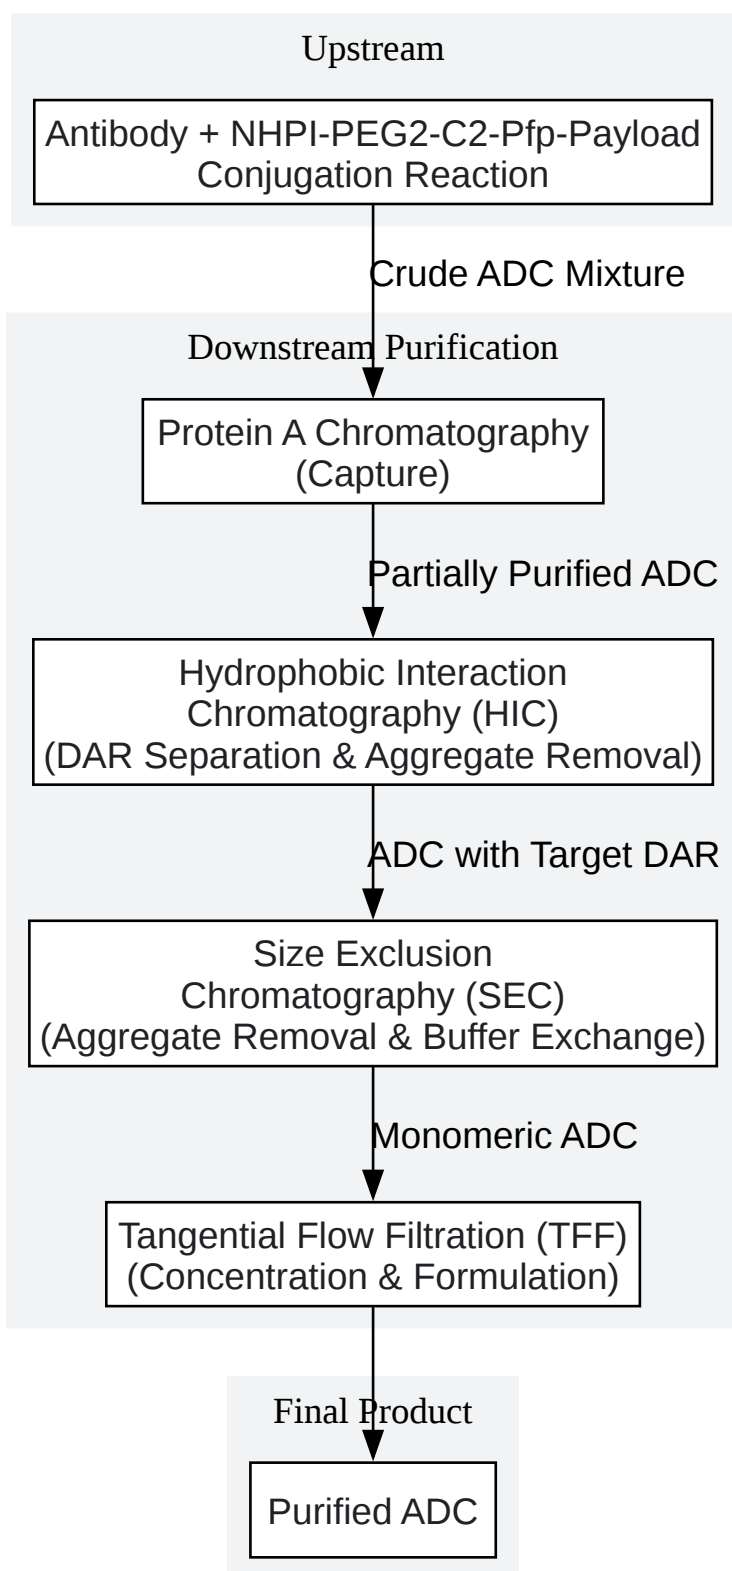 Upstream
Antibody + NHPI-PEG2-C2-Pfp-Payload
Conjugation Reaction
Crude ADC Mixture
Downstream Purification
Protein A Chromatography
(Capture)
Partially Purified ADC
Hydrophobic Interaction
Chromatography (HIC)
(DAR Separation & Aggregate Removal)
ADC with Target DAR
Size Exclusion
Chromatography (SEC)
(Aggregate Removal & Buffer Exchange)
Monomeric ADC
Tangential Flow Filtration (TFF)
(Concentration & Formulation)
Final Product
Purified ADC